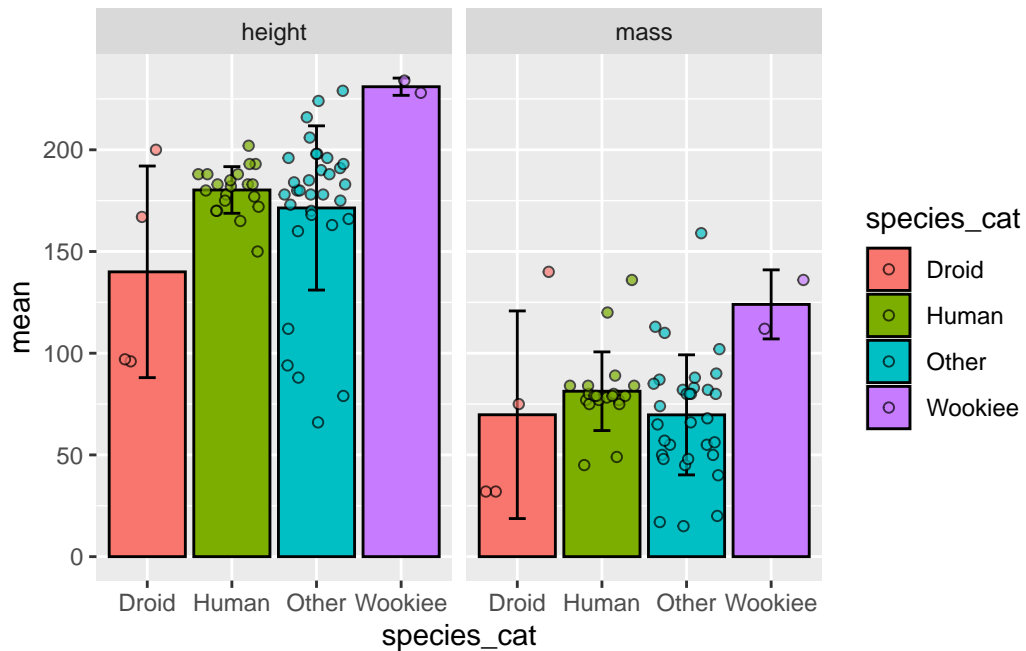 height mass
mean
200
150
100
50
0
Droid Human Other Wookiee Droid Human Other Wookiee
species_cat
species_cat
Droid
Human
Other
Wookiee